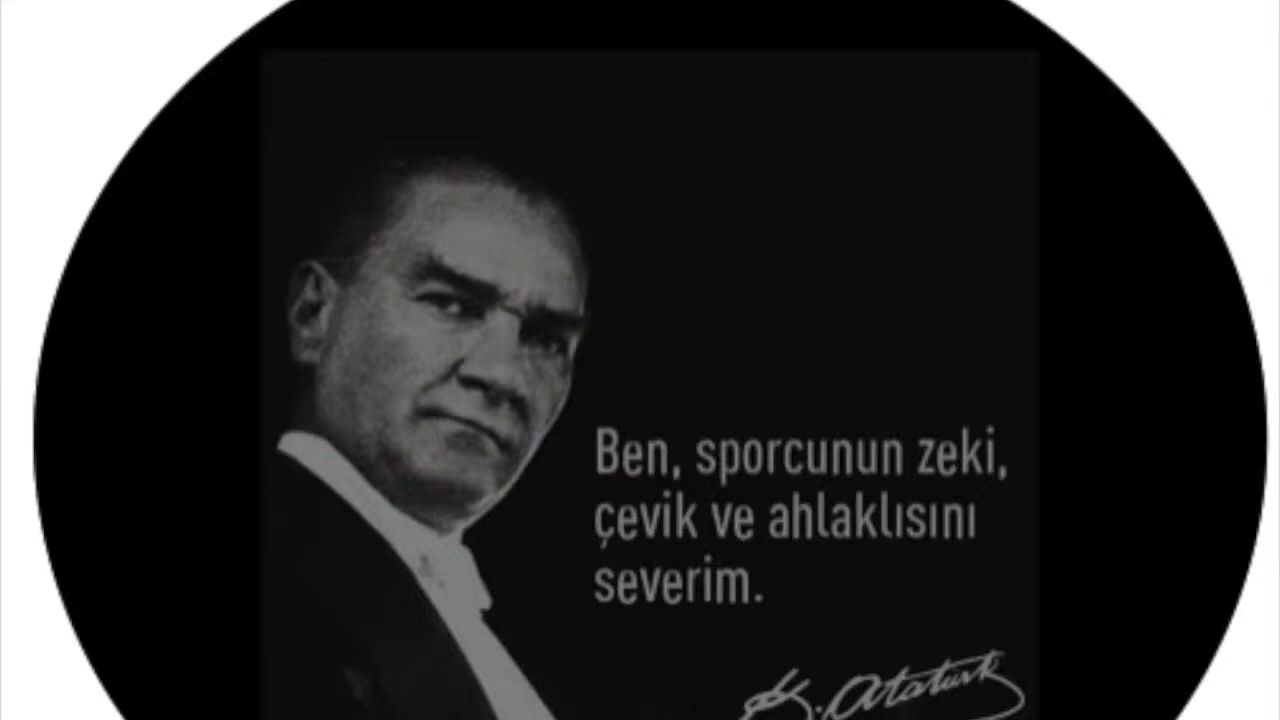 Ben, sporcunun zeki,
çevik ve ahlaklısını
severim.
K. Atatürk